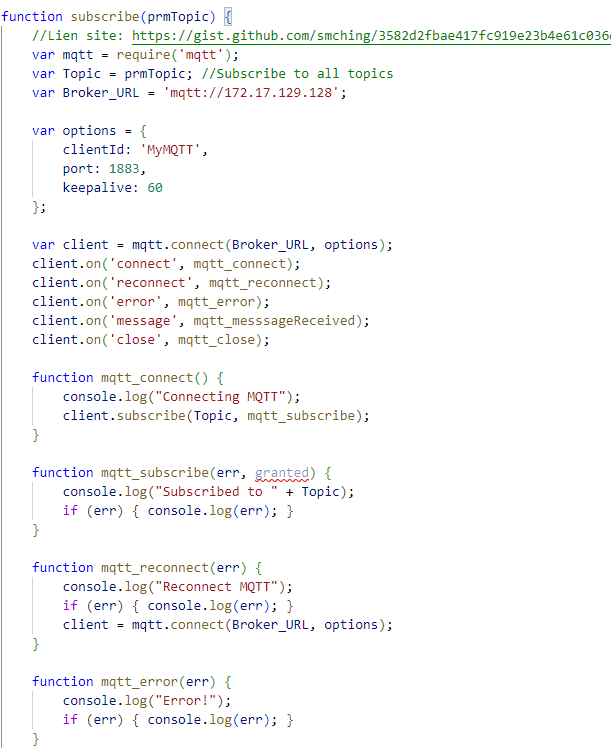 function subscribe(prmTopic) {
//Lien site: https://gist.github.com/smching/3582d2fbae417fc919e23b4e61c036
var mqtt = require('mqtt');
var Topic = prmTopic; //Subscribe to all topics
var Broker_URL = 'mqtt://172.17.129.128';
var options = {
clientId: 'MyMQTT',
port: 1883,
keepalive: 60
};
var client = mqtt.connect(Broker_URL, options);
client.on('connect', mqtt_connect);
client.on('reconnect', mqtt_reconnect);
client.on('error', mqtt_error);
client.on('message', mqtt_messsageReceived);
client.on('close', mqtt_close);
function mqtt_connect() {
console.log("Connecting MQTT");
client.subscribe(Topic, mqtt_subscribe);
}
function mqtt_subscribe(err, granted) {
console.log("Subscribed to " + Topic);
if (err) { console.log(err); }
}
function mqtt_reconnect(err) {
console.log("Reconnect MQTT");
if (err) { console.log(err); }
client = mqtt.connect(Broker_URL, options);
}
function mqtt_error(err) {
console.log("Error!");
if (err) { console.log(err); }
}